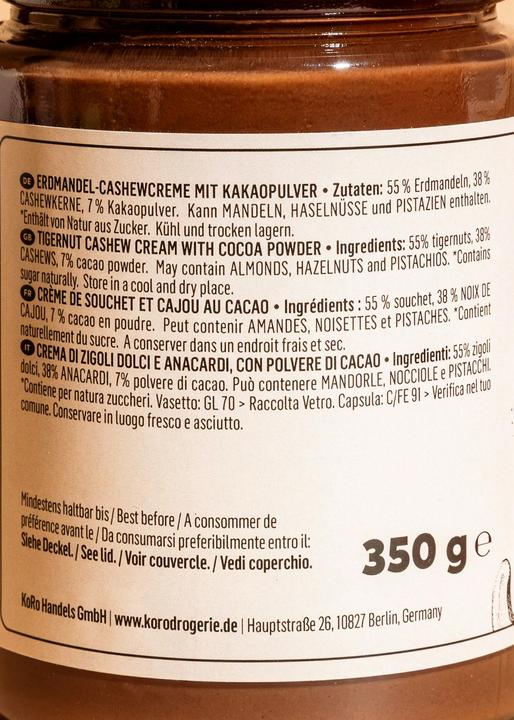 DE ERDMANDEL-CASHEWCREME MIT KAKAOPULVER • Zutaten: 55 % Erdmandeln, 38 %
CASHEWKERNE, 7 % Kakaopulver. Kann MANDELN, HASELNÜSSE und PISTAZIEN enthalten.
*Enthält von Natur aus Zucker. Kühl und trocken lagern.
GB TIGERNUT CASHEW CREAM WITH COCOA POWDER • Ingredients: 55% tigernuts, 38%
CASHEWS, 7% cacao powder. May contain ALMONDS, HAZELNUTS and PISTACHIOS. *Contains
sugar naturally. Store in a cool and dry place.
FR CRÈME DE SOUCHET ET CAJOU AU CACAO • Ingrédients : 55 % souchet, 38 % NOIX DE
CAJOU, 7 % cacao en poudre. Peut contenir AMANDES, NOISETTES et PISTACHES. *Contient
naturellement du sucre. A conserver dans un endroit frais et sec.
IT CREMA DI ZIGOLI DOLCI E ANACARDI, CON POLVERE DI CACAO • Ingredienti: 55% zigoli
dolci, 38% ANACARDI, 7% polvere di cacao. Può contenere MANDORLE, NOCCIOLE e PISTACCHI.
*Contiene per natura zuccheri. Vasetto: GL 70 > Raccolta Vetro. Capsula: C/FE 91 > Verifica nel tuo
comune. Conservare in luogo fresco e asciutto.
Mindestens haltbar bis / Best before / A consommer de
préférence avant le / Da consumarsi preferibilmente entro il:
Siehe Deckel. / See lid. / Voir couvercle. / Vedi coperchio.
350 g e
KoRo Handels GmbH | www.korodrogerie.de | Hauptstraße 26, 10827 Berlin, Germany